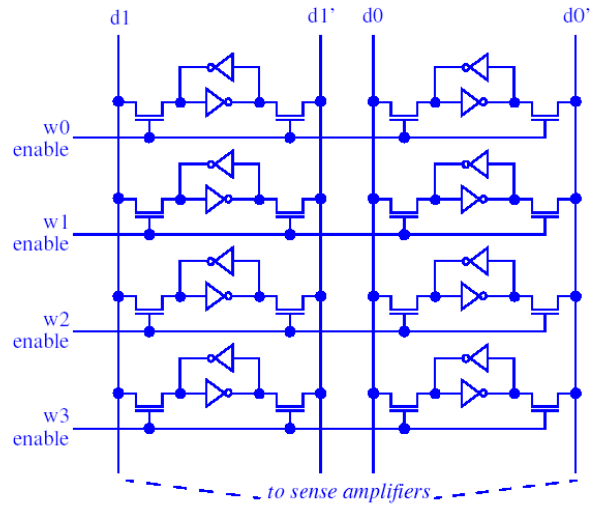 d1 d1’ d0 d0’
w0
enable
w1
enable
w2
enable
w3
enable
to sense amplifiers